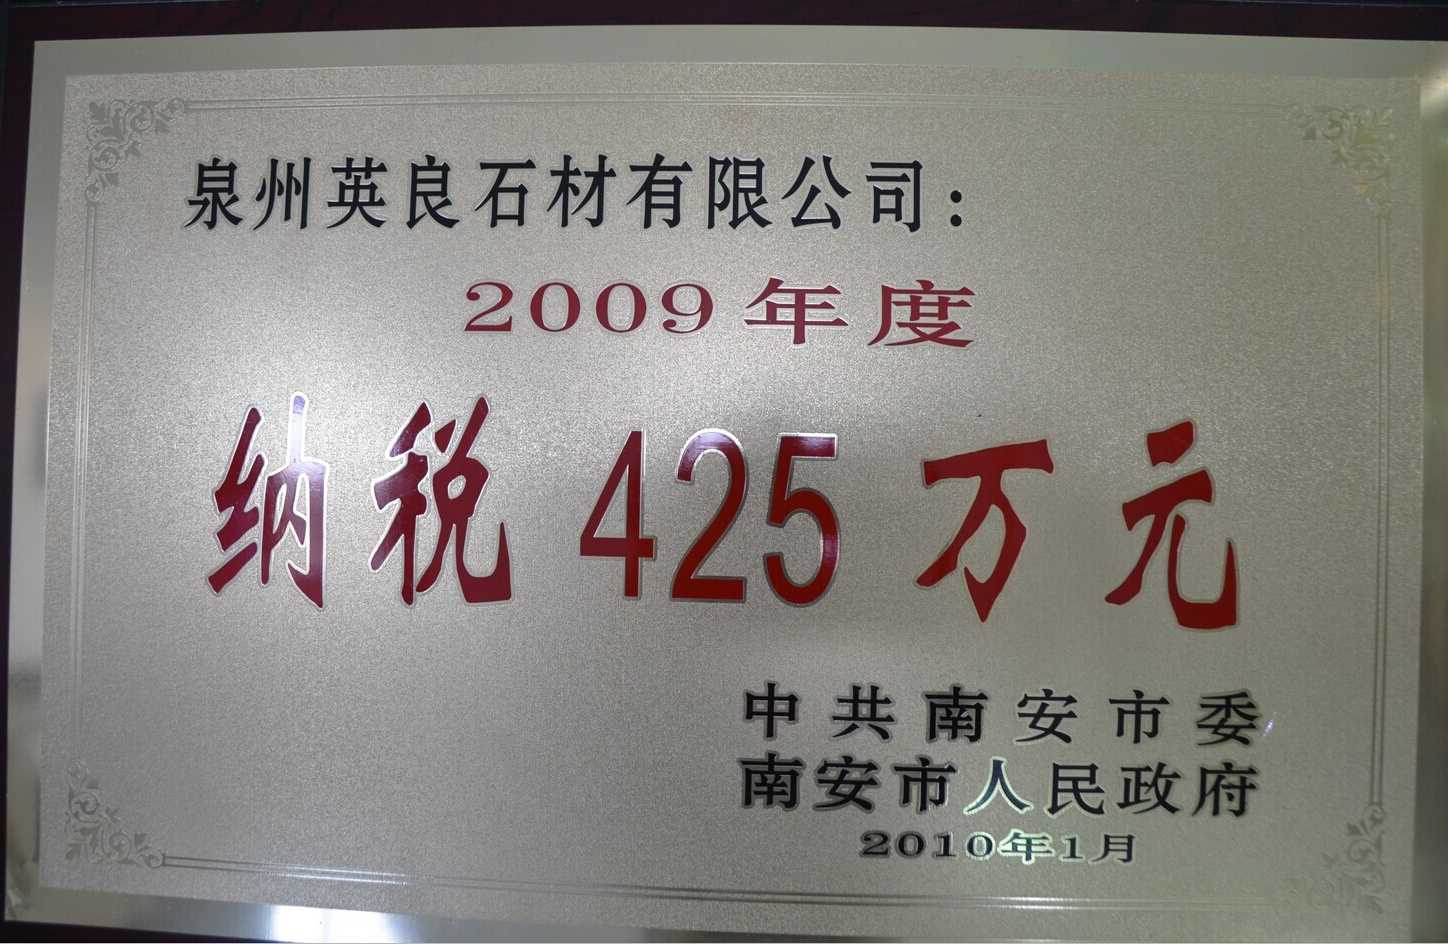 泉州英良石材有限公司：
2009年度
纳税425万元
中共南安市委
南安市人民政府
2010年1月